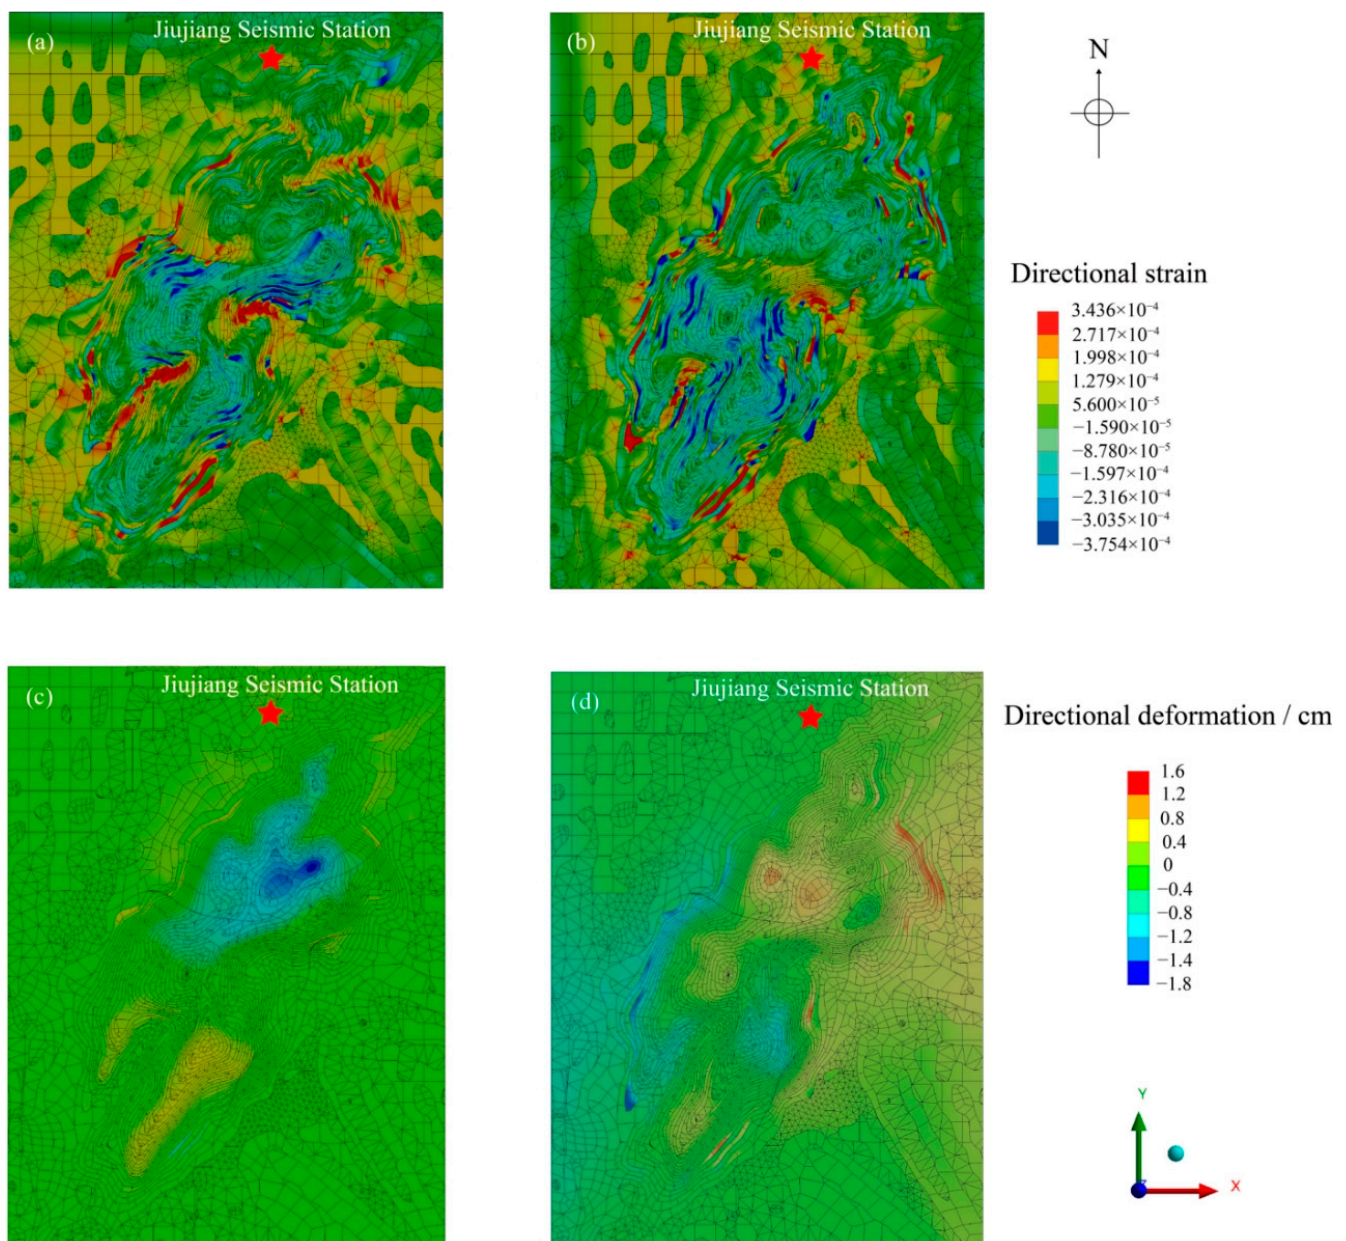 (a)
Jiujiang Seismic Station
(b)
Jiujiang Seismic Station
N
Directional strain
3.436×10⁻⁴
2.717×10⁻⁴
1.998×10⁻⁴
1.279×10⁻⁴
5.600×10⁻⁵
−1.590×10⁻⁵
−8.780×10⁻⁵
−1.597×10⁻⁴
−2.316×10⁻⁴
−3.035×10⁻⁴
−3.754×10⁻⁴
(c)
Jiujiang Seismic Station
(d)
Jiujiang Seismic Station
Directional deformation / cm
1.6
1.2
0.8
0.4
0
−0.4
−0.8
−1.2
−1.4
−1.8
Y
Z
X